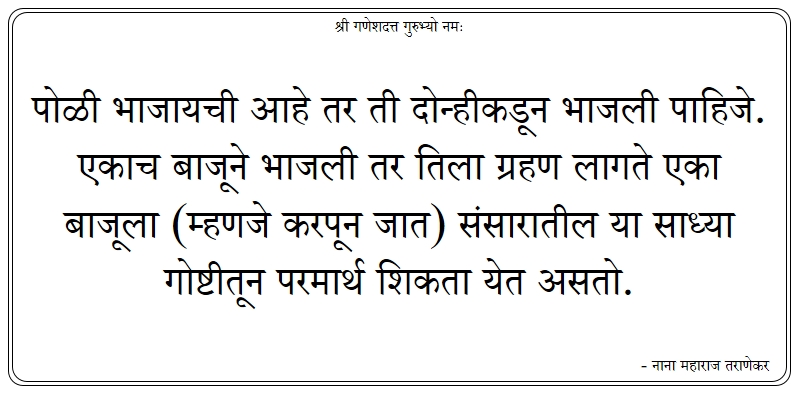 श्री गणेशदत्त गुरुभ्यो नमः
पोळी भाजायची आहे तर ती दोन्हीकडून भाजली पाहिजे.
एकाच बाजूने भाजली तर तिला ग्रहण लागते एका
बाजूला (म्हणजे करपून जात) संसारातील या साध्या
गोष्टीतून परमार्थ शिकता येत असतो.
- नाना महाराज तराणेकर